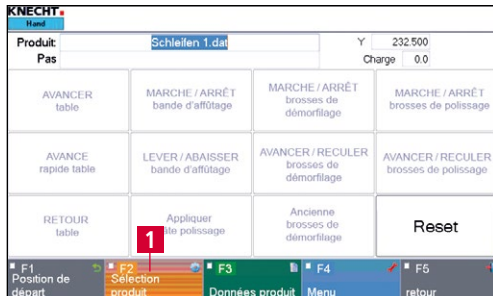 KNECHT.
Hand
Produit: Schleifen 1.dat Y 232.500
Pas Charge 0.0
AVANCER
table
MARCHE / ARRÊT
bande d'affûtage
MARCHE / ARRÊT
brosses de
démorfilage
MARCHE / ARRÊT
brosses de polissage
AVANCE
rapide table
LEVER / ABAISSER
bande d'affûtage
AVANCER / RECULER
brosses de
démorfilage
AVANCER / RECULER
brosses de polissage
RETOUR
table
Appliquer
polissage
Ancienne
brosses de
démorfilage
Reset
1
F1
Position de
départ
F2
Sélection
produit
F3
Données produit
F4
Menu
F5
retour